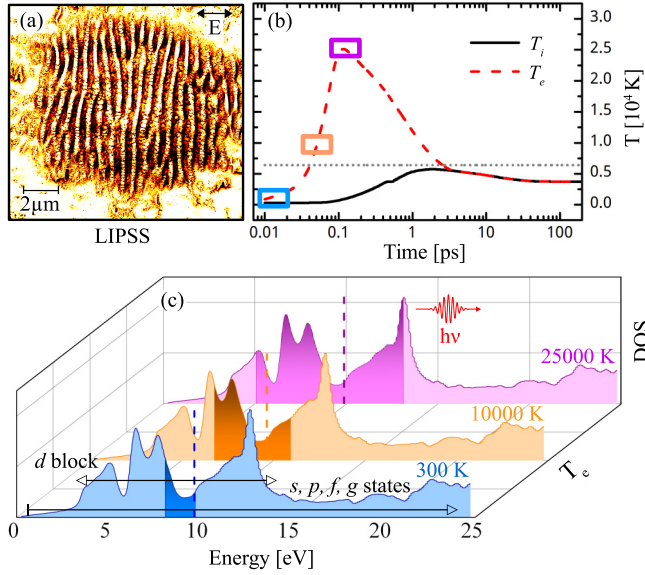 (a)
E
2μm
LIPSS
(b)
T_i
T_e
3.0
2.5
2.0
1.5
1.0
0.5
0.0
T [10⁴ K]
0.01 0.1 1 10 100
Time [ps]
(c)
hν
DOS
25000 K
10000 K
300 K
T_e
d block
s, p, f, g states
0 5 10 15 20 25
Energy [eV]